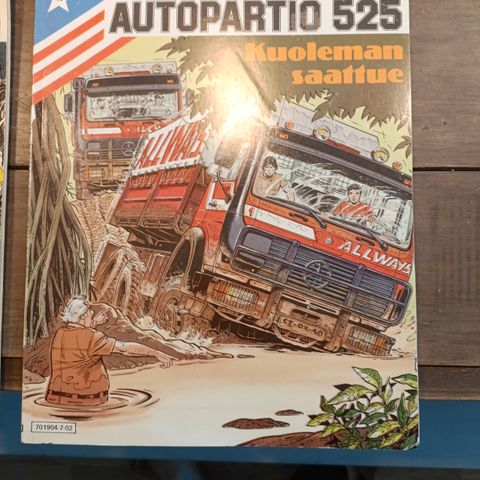 AUTOPARTIO 525
Kuoleman
saattue
ALLWAYS
ALLWAYS
701904-7-02